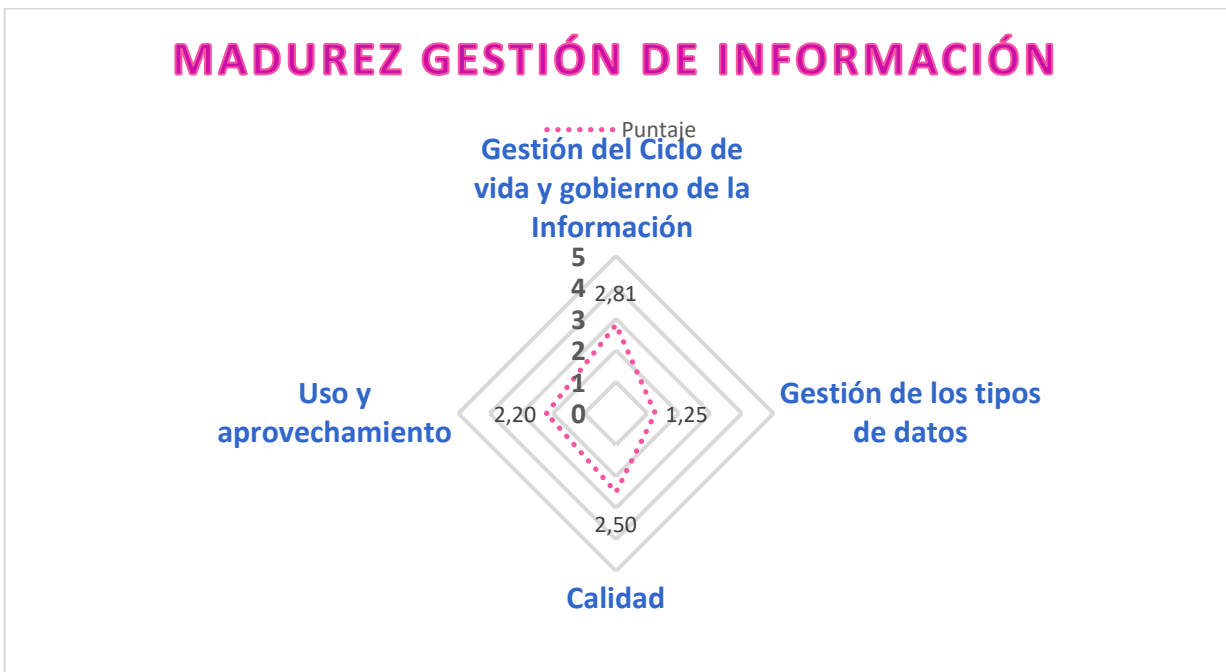 MADUREZ GESTIÓN DE INFORMACIÓN
Puntaje
Gestión del Ciclo de
vida y gobierno de la
Información
5
4
3
2
1
0
2,81
Gestión de los tipos
de datos
1,25
2,50
Calidad
Uso y
aprovechamiento
2,20